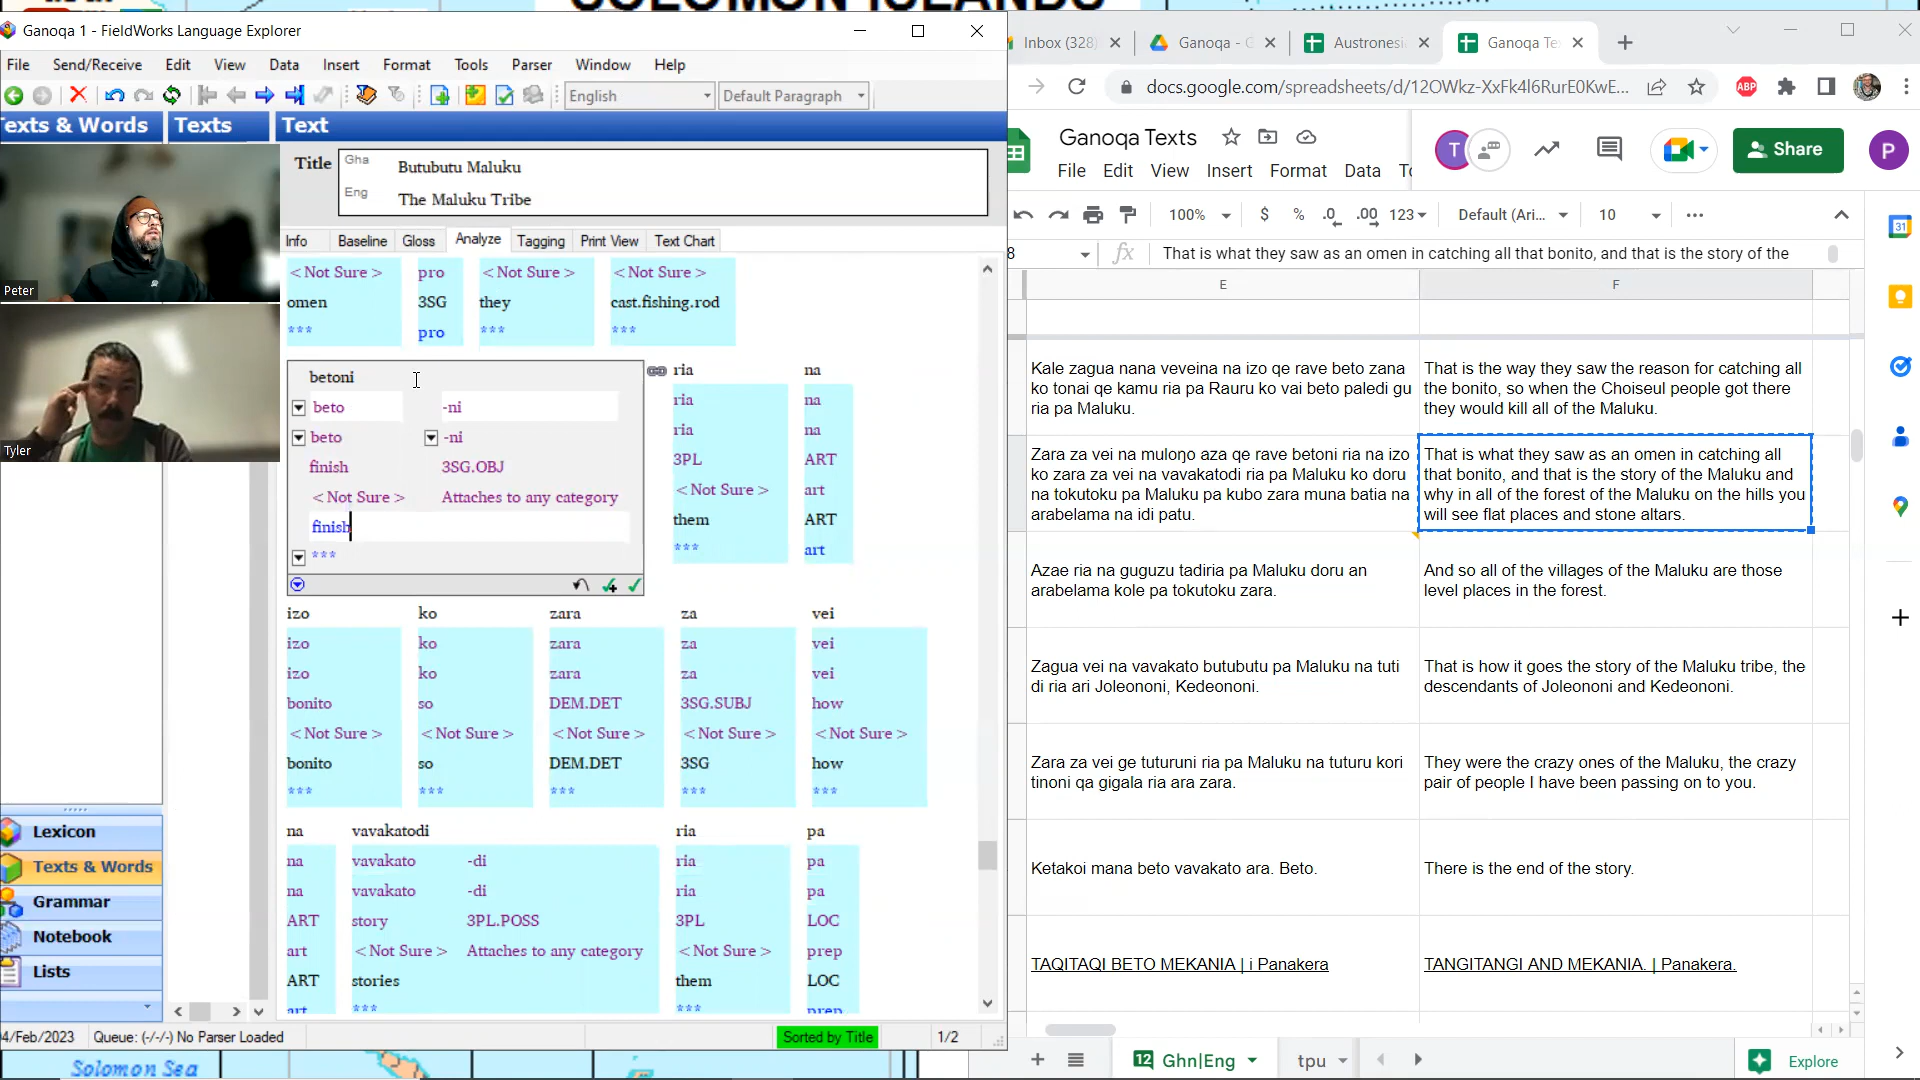 SOLOMON ISLANDS
Ganoqa 1 - FieldWorks Language Explorer
File Send/Receive Edit View Data Insert Format Tools Parser Window Help
English Default Paragraph
Texts & Words Texts Text
Title
Gha Butubutu Maluku
Eng The Maluku Tribe
Info Baseline Gloss Analyze Tagging Print View Text Chart
Peter
Tyler
<Not Sure> pro <Not Sure> <Not Sure>
omen 3SG they cast.fishing.rod
*** pro *** ***
betoni ria na
beto -ni ria na
beto -ni ria na
finish 3SG.OBJ 3PL ART
<Not Sure> Attaches to any category <Not Sure> art
finish them ART
*** *** art
izo ko zara za vei
izo ko zara za vei
izo ko zara za vei
bonito so DEM.DET 3SG.SUBJ how
<Not Sure> <Not Sure> <Not Sure> <Not Sure> <Not Sure>
bonito so DEM.DET 3SG how
*** *** *** *** ***
na vavakatodi ria pa
na vavakato -di ria pa
na vavakato -di ria pa
ART story 3PL.POSS 3PL LOC
art <Not Sure> Attaches to any category <Not Sure> prep
ART stories them LOC
art *** *** prep
Lexicon
Texts & Words
Grammar
Notebook
Lists
04/Feb/2023 Queue: (-/-/-) No Parser Loaded Sorted by Title 1/2
Solomon Sea
Inbox (328) Ganoqa - G Austronesi Ganoqa Te
docs.google.com/spreadsheets/d/12OWkz-XxFk4l6RurE0KwE...
ABP
Ganoqa Texts
File Edit View Insert Format Data To
T Share P
100% $ % .0 .00 123 Default (Ari... 10
8 fx That is what they saw as an omen in catching all that bonito, and that is the story of the
E F
Kale zagua nana veveina na izo qe rave beto zana
ko tonai qe kamu ria pa Rauru ko vai beto paledi gu
ria pa Maluku.
That is the way they saw the reason for catching all
the bonito, so when the Choiseul people got there
they would kill all of the Maluku.
Zara za vei na muloŋo aza qe rave betoni ria na izo
ko zara za vei na vavakatodi ria pa Maluku ko doru
na tokutoku pa Maluku pa kubo zara muna batia na
arabelama na idi patu.
That is what they saw as an omen in catching all
that bonito, and that is the story of the Maluku and
why in all of the forest of the Maluku on the hills you
will see flat places and stone altars.
Azae ria na guguzu tadiria pa Maluku doru an
arabelama kole pa tokutoku zara.
And so all of the villages of the Maluku are those
level places in the forest.
Zagua vei na vavakato butubutu pa Maluku na tuti
di ria ari Joleononi, Kedeononi.
That is how it goes the story of the Maluku tribe, the
descendants of Joleononi and Kedeononi.
Zara za vei ge tuturuni ria pa Maluku na tuturu kori
tinoni qa gigala ria ara zara.
They were the crazy ones of the Maluku, the crazy
pair of people I have been passing on to you.
Ketakoi mana beto vavakato ara. Beto.
There is the end of the story.
TAQITAQI BETO MEKANIA | i Panakera
TANGITANGI AND MEKANIA. | Panakera.
12 Ghn|Eng tpu Explore
31